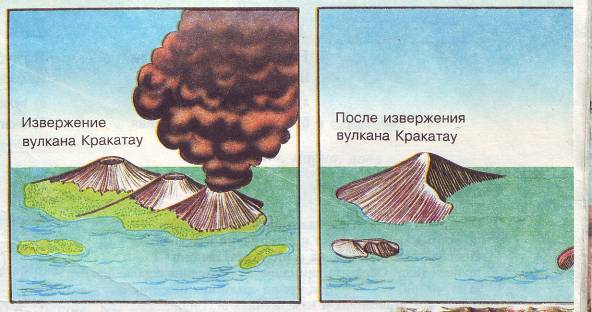 Извержение
вулкана Кракатау
После извержения
вулкана Кракатау